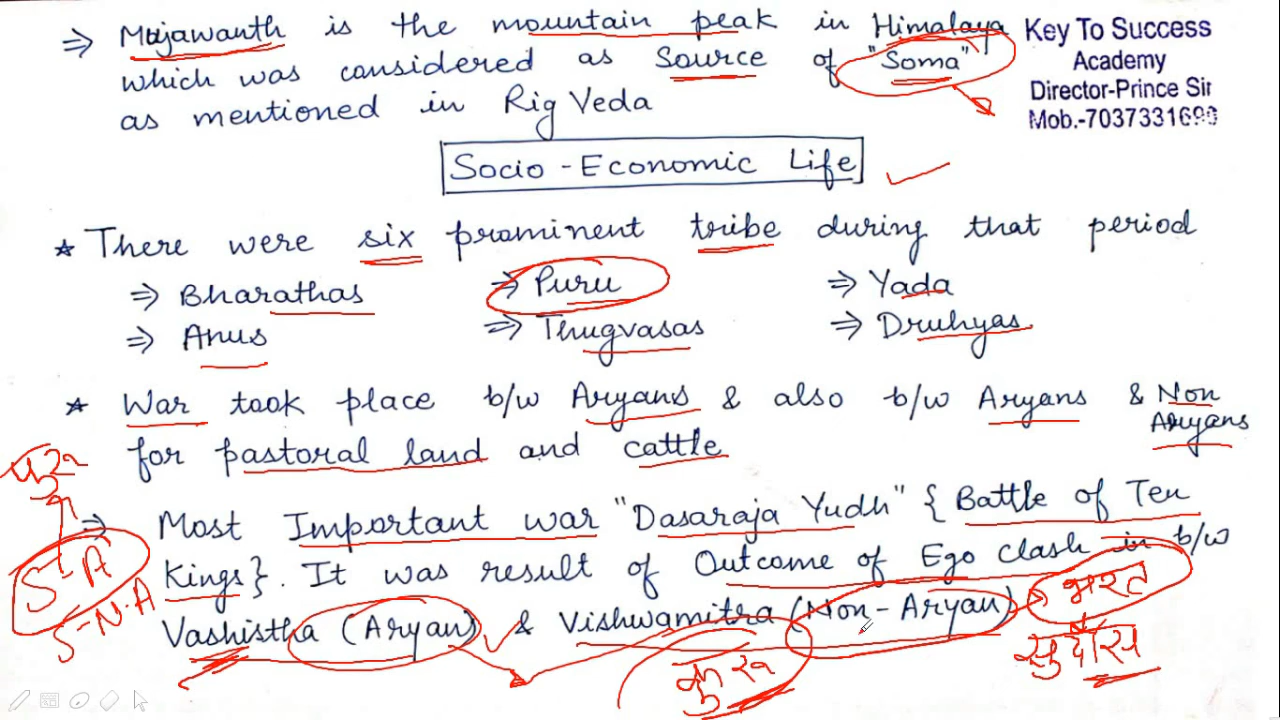 ⇒ Mujawanth is the mountain peak in Himalaya
which was considered as Source of "Soma"
as mentioned in Rig Veda
Key To Success
Academy
Director-Prince Sir
Mob.-7037331690
Socio-Economic Life
★ There were six prominent tribe during that period
⇒ Bharathas ⇒ Puru ⇒ Yada
⇒ Anus ⇒ Thugvasas ⇒ Druhyas
★ War took place b/w Aryans & also b/w Aryans & Non Aryans
for pastoral land and cattle
⇒ Most Important war "Dasaraja Yudh" { Battle of Ten
Kings}. It was result of Outcome of Ego clash in b/w
Vashistha (Aryan) & Vishwamitra (Non-Aryan)
S-A
S-N.A
भारत
सुदास